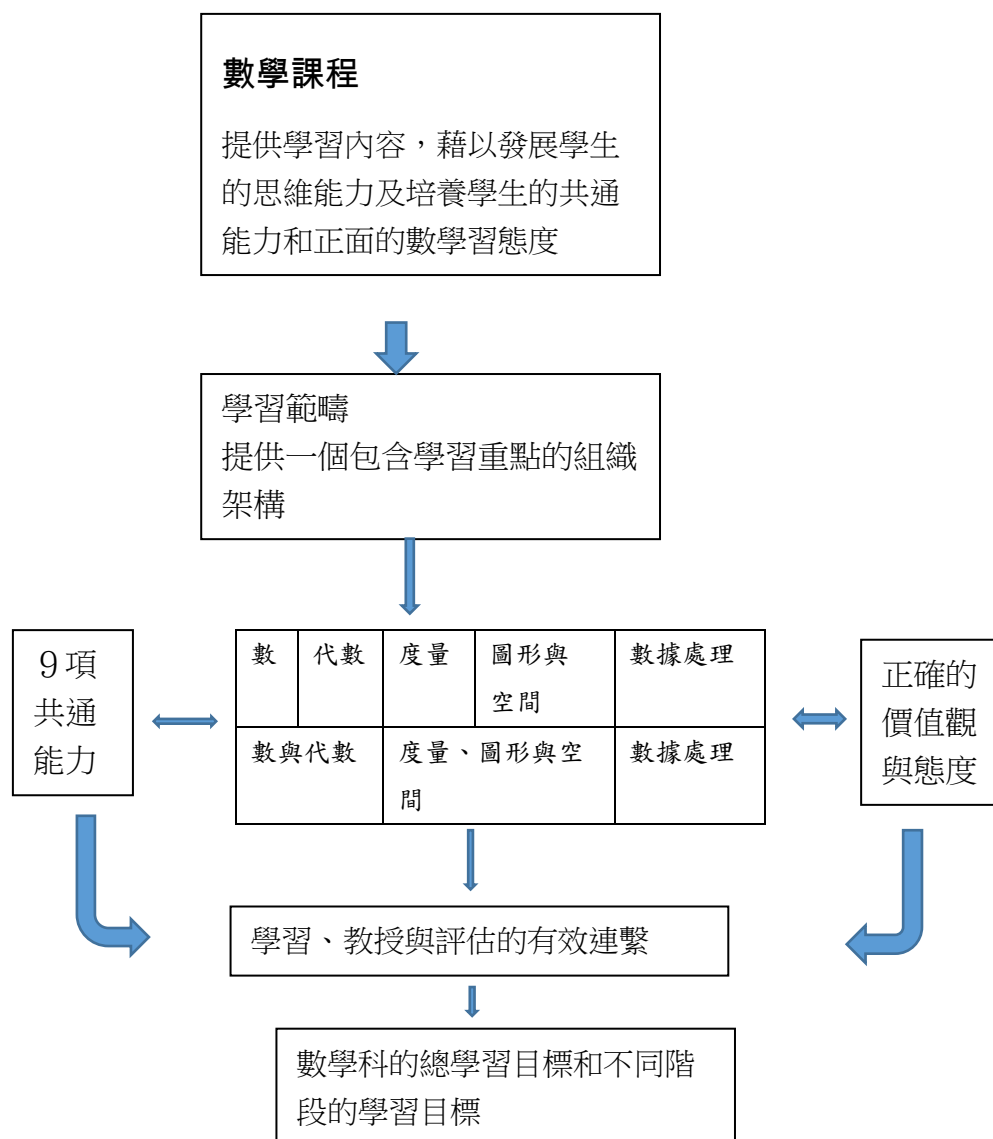 數學課程
提供學習內容，藉以發展學生
的思維能力及培養學生的共通
能力和正面的數學習態度
學習範疇
提供一個包含學習重點的組織
架構
9項
共通
能力
數
代數
度量
圖形與
空間
數據處理
數與代數
度量、圖形與空
間
數據處理
正確的
價值觀
與態度
學習、教授與評估的有效連繫
數學科的總學習目標和不同階
段的學習目標